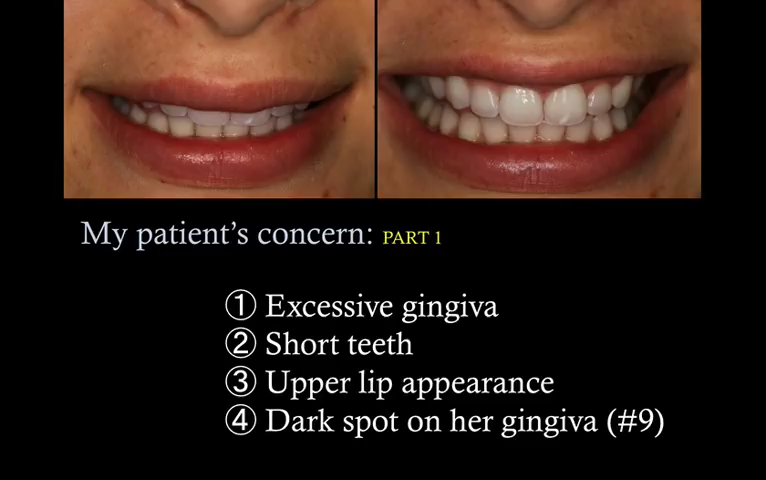 My patient’s concern: PART 1
① Excessive gingiva
② Short teeth
③ Upper lip appearance
④ Dark spot on her gingiva (#9)